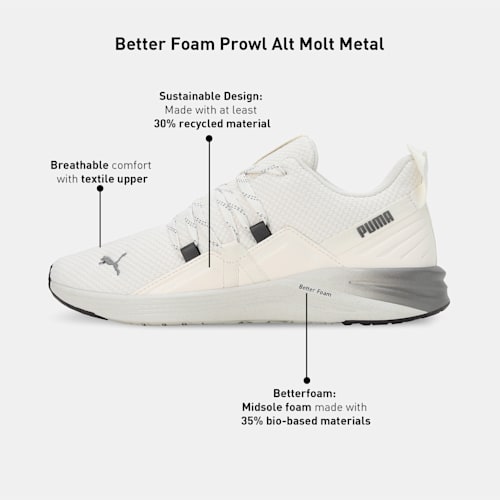 Better Foam Prowl Alt Molt Metal
Sustainable Design:
Made with at least
30% recycled material
Breathable comfort
with textile upper
PUMA
Better Foam
Betterfoam:
Midsole foam made with
35% bio-based materials